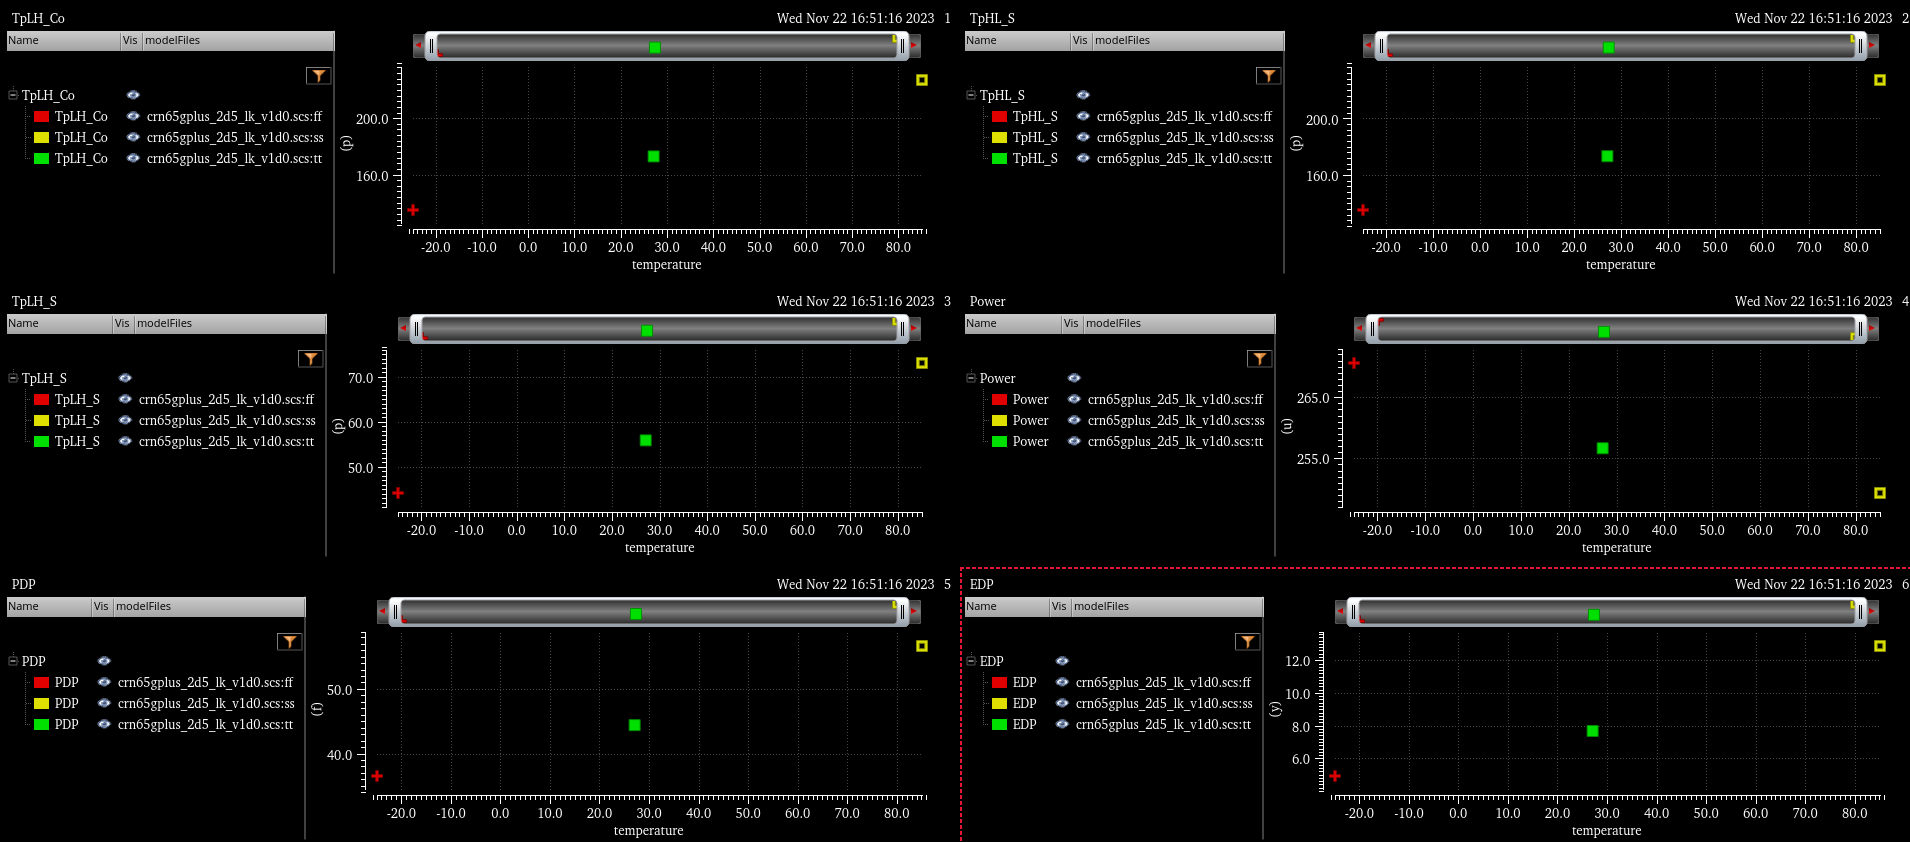 TpLH_Co Wed Nov 22 16:51:16 2023 1
Name Vis modelFiles
TpLH_Co
TpLH_Co crn65gplus_2d5_lk_v1d0.scs:ff
TpLH_Co crn65gplus_2d5_lk_v1d0.scs:ss
TpLH_Co crn65gplus_2d5_lk_v1d0.scs:tt
(p)
200.0
160.0
-20.0 -10.0 0.0 10.0 20.0 30.0 40.0 50.0 60.0 70.0 80.0
temperature
TpHL_S Wed Nov 22 16:51:16 2023 2
Name Vis modelFiles
TpHL_S
TpHL_S crn65gplus_2d5_lk_v1d0.scs:ff
TpHL_S crn65gplus_2d5_lk_v1d0.scs:ss
TpHL_S crn65gplus_2d5_lk_v1d0.scs:tt
(p)
200.0
160.0
-20.0 -10.0 0.0 10.0 20.0 30.0 40.0 50.0 60.0 70.0 80.0
temperature
TpLH_S Wed Nov 22 16:51:16 2023 3
Name Vis modelFiles
TpLH_S
TpLH_S crn65gplus_2d5_lk_v1d0.scs:ff
TpLH_S crn65gplus_2d5_lk_v1d0.scs:ss
TpLH_S crn65gplus_2d5_lk_v1d0.scs:tt
(p)
70.0
60.0
50.0
-20.0 -10.0 0.0 10.0 20.0 30.0 40.0 50.0 60.0 70.0 80.0
temperature
Power Wed Nov 22 16:51:16 2023 4
Name Vis modelFiles
Power
Power crn65gplus_2d5_lk_v1d0.scs:ff
Power crn65gplus_2d5_lk_v1d0.scs:ss
Power crn65gplus_2d5_lk_v1d0.scs:tt
(u)
265.0
255.0
-20.0 -10.0 0.0 10.0 20.0 30.0 40.0 50.0 60.0 70.0 80.0
temperature
PDP Wed Nov 22 16:51:16 2023 5
Name Vis modelFiles
PDP
PDP crn65gplus_2d5_lk_v1d0.scs:ff
PDP crn65gplus_2d5_lk_v1d0.scs:ss
PDP crn65gplus_2d5_lk_v1d0.scs:tt
(f)
50.0
40.0
-20.0 -10.0 0.0 10.0 20.0 30.0 40.0 50.0 60.0 70.0 80.0
temperature
EDP Wed Nov 22 16:51:16 2023 6
Name Vis modelFiles
EDP
EDP crn65gplus_2d5_lk_v1d0.scs:ff
EDP crn65gplus_2d5_lk_v1d0.scs:ss
EDP crn65gplus_2d5_lk_v1d0.scs:tt
(y)
12.0
10.0
8.0
6.0
-20.0 -10.0 0.0 10.0 20.0 30.0 40.0 50.0 60.0 70.0 80.0
temperature